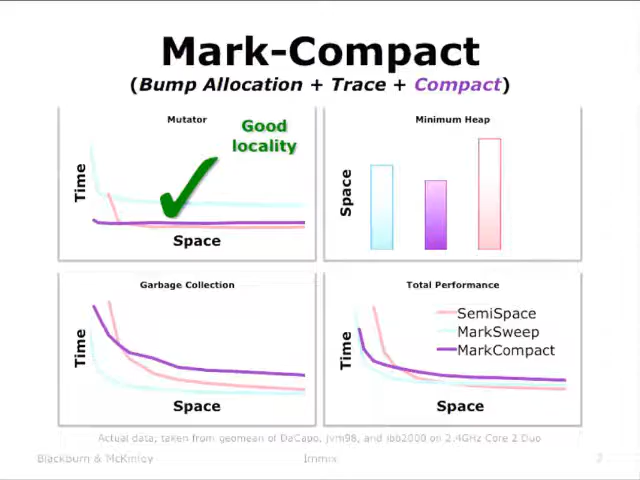 Mark-Compact
(Bump Allocation + Trace + Compact)
Mutator
Good
locality
Time
Space
Minimum Heap
Space
Garbage Collection
Time
Space
Total Performance
SemiSpace
MarkSweep
MarkCompact
Time
Space
Actual data, taken from geomean of DaCapo, jvm98, and jbb2000 on 2.4GHz Core 2 Duo
Blackburn & McKinley
Immix